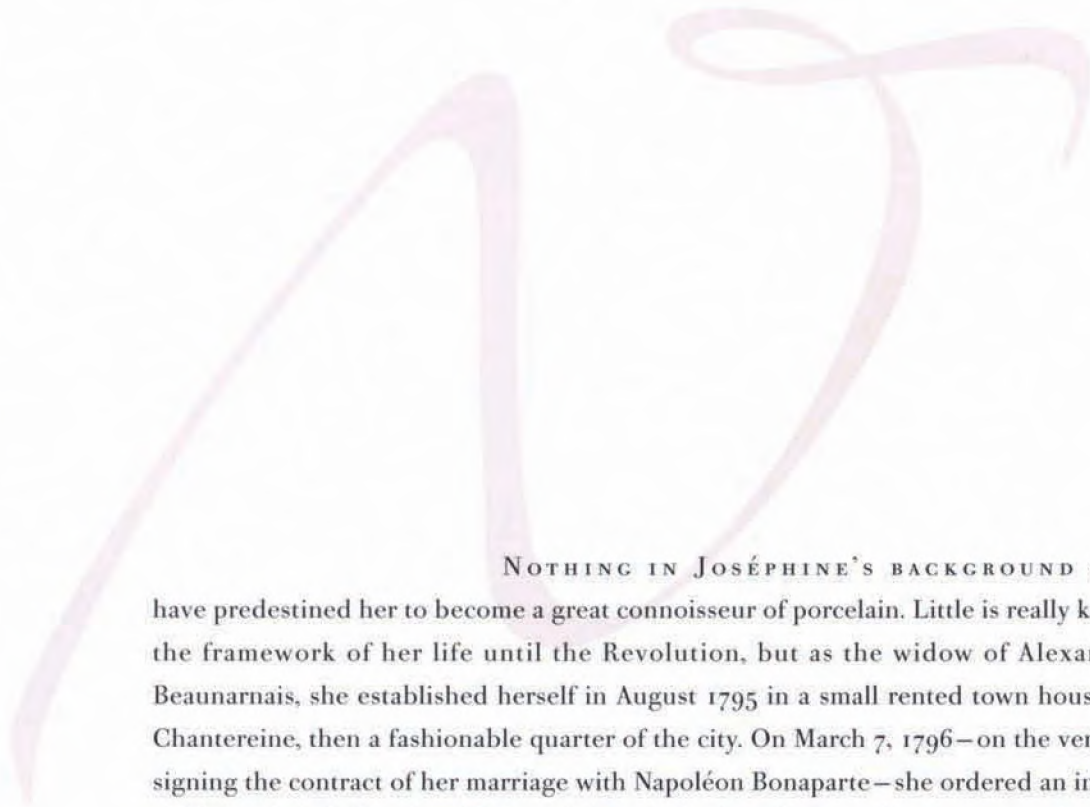 NOTHING IN JOSÉPHINE'S BACKGROUND
have predestined her to become a great connoisseur of porcelain. Little is really
the framework of her life until the Revolution, but as the widow of
Beaunarnais, she established herself in August 1795 in a small rented town
Chantereine, then a fashionable quarter of the city. On March 7, 1796—on the
signing the contract of her marriage with Napoléon Bonaparte—she ordered an